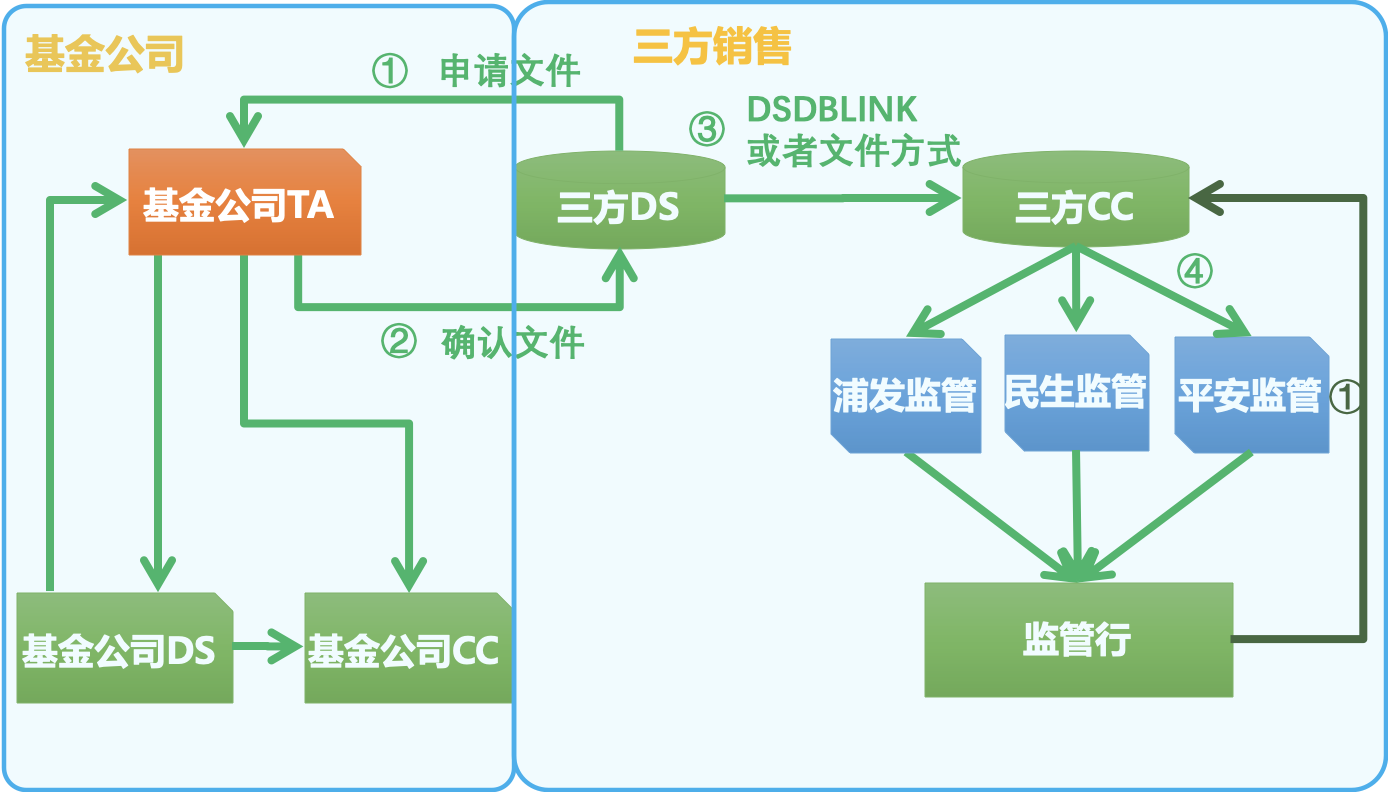 基金公司
三方销售
① 申请文件
③
DSDBLINK
或者文件方式
基金公司TA
三方DS
三方CC
④
② 确认文件
浦发监管
民生监管
平安监管
①
基金公司DS
基金公司CC
监管行